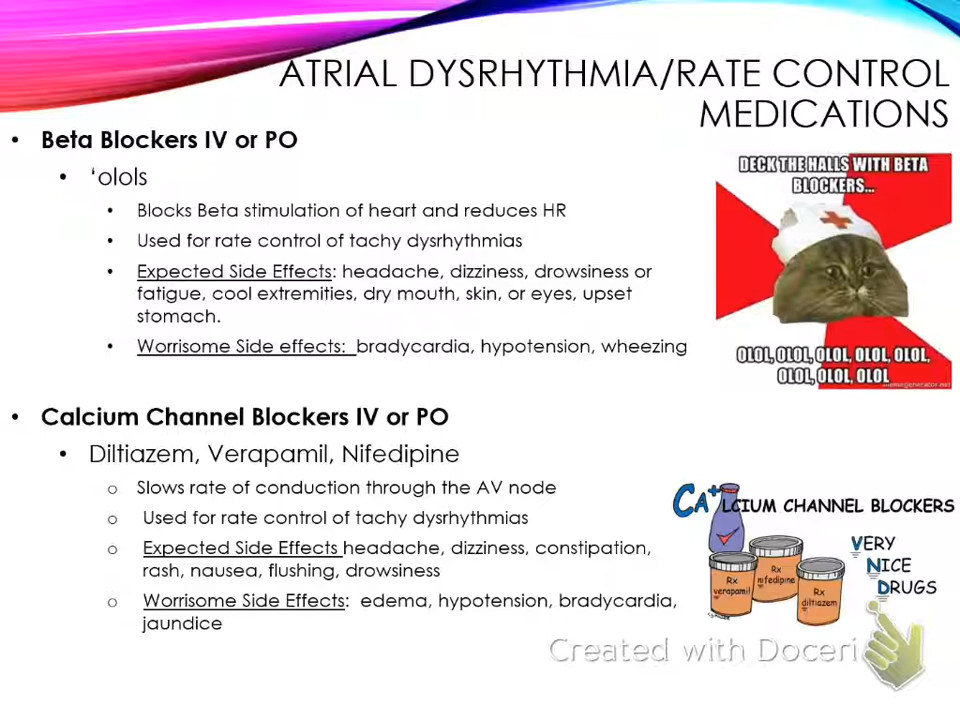 ATRIAL DYSRHYTHMIA/RATE CONTROL
MEDICATIONS
• Beta Blockers IV or PO
• ‘olols
• Blocks Beta stimulation of heart and reduces HR
• Used for rate control of tachy dysrhythmias
• Expected Side Effects: headache, dizziness, drowsiness or
fatigue, cool extremities, dry mouth, skin, or eyes, upset
stomach.
• Worrisome Side effects: bradycardia, hypotension, wheezing
DECK THE HALLS WITH BETA
BLOCKERS...
OLOL, OLOL, OLOL, OLOL, OLOL,
OLOL, OLOL, OLOL
memegenerator.net
• Calcium Channel Blockers IV or PO
• Diltiazem, Verapamil, Nifedipine
o Slows rate of conduction through the AV node
o Used for rate control of tachy dysrhythmias
o Expected Side Effects headache, dizziness, constipation,
rash, nausea, flushing, drowsiness
o Worrisome Side Effects: edema, hypotension, bradycardia,
jaundice
CA+LCIUM CHANNEL BLOCKERS
VERY
NICE
DRUGS
Rx
verapamil
Rx
nifedipine
Rx
diltiazem
Created with Doceri